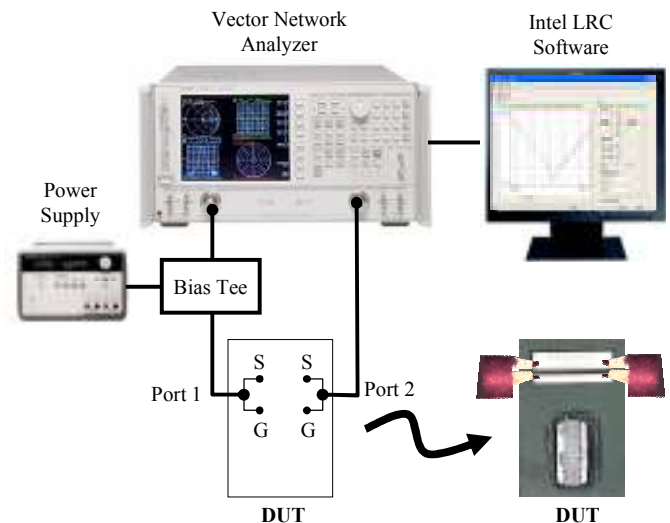 Vector Network
Analyzer
Intel LRC
Software
Power
Supply
Bias Tee
S
S
Port 1
Port 2
G
G
DUT
DUT